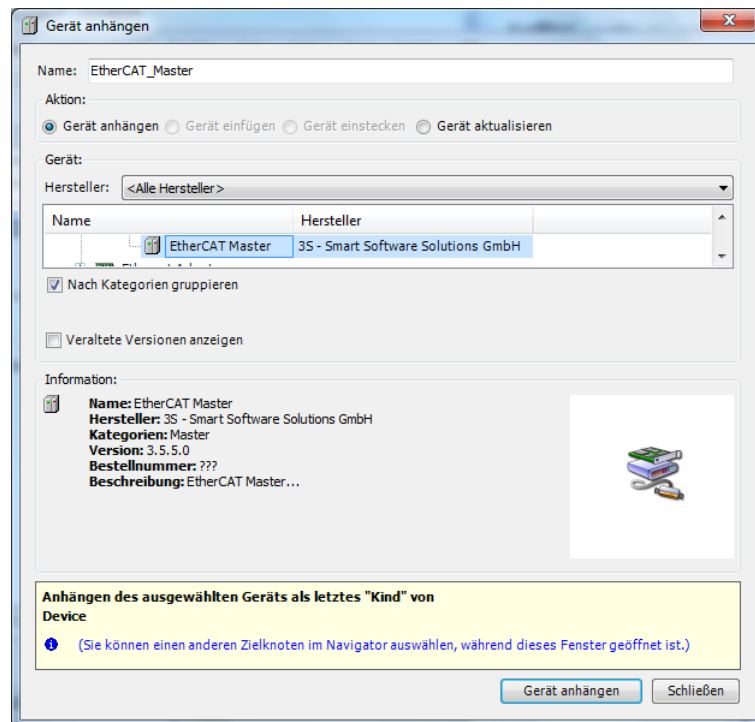 Gerät anhängen
X
Name: EtherCAT_Master
Aktion:
Gerät anhängen Gerät einfügen Gerät einstecken Gerät aktualisieren
Gerät:
Hersteller: <Alle Hersteller>
Name Hersteller
EtherCAT Master 3S - Smart Software Solutions GmbH
Nach Kategorien gruppieren
Veraltete Versionen anzeigen
Information:
Name: EtherCAT Master
Hersteller: 3S - Smart Software Solutions GmbH
Kategorien: Master
Version: 3.5.5.0
Bestellnummer: ???
Beschreibung: EtherCAT Master...
Anhängen des ausgewählten Geräts als letztes "Kind" von
Device
(Sie können einen anderen Zielknoten im Navigator auswählen, während dieses Fenster geöffnet ist.)
Gerät anhängen Schließen